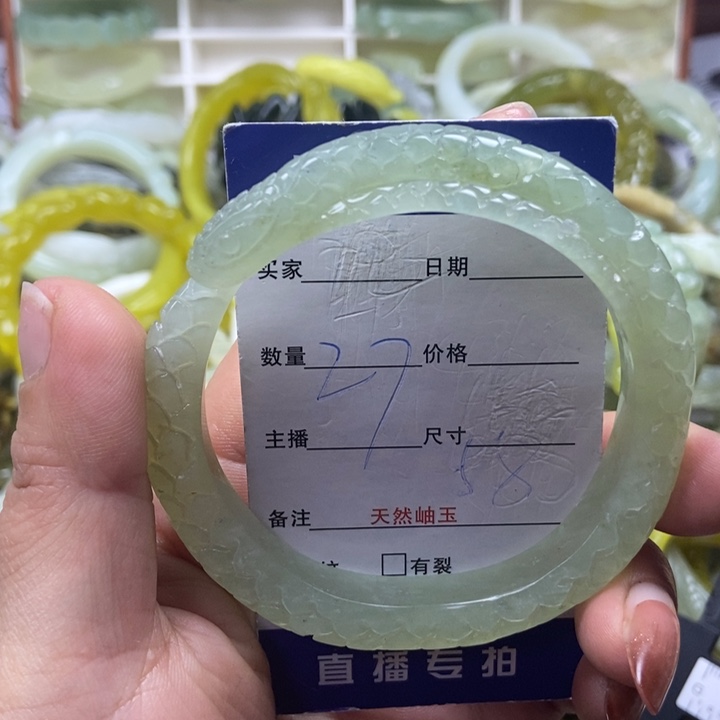 买家 日期
数量 27 价格
主播 尺寸 58
备注 天然岫玉
□有裂
直播专拍